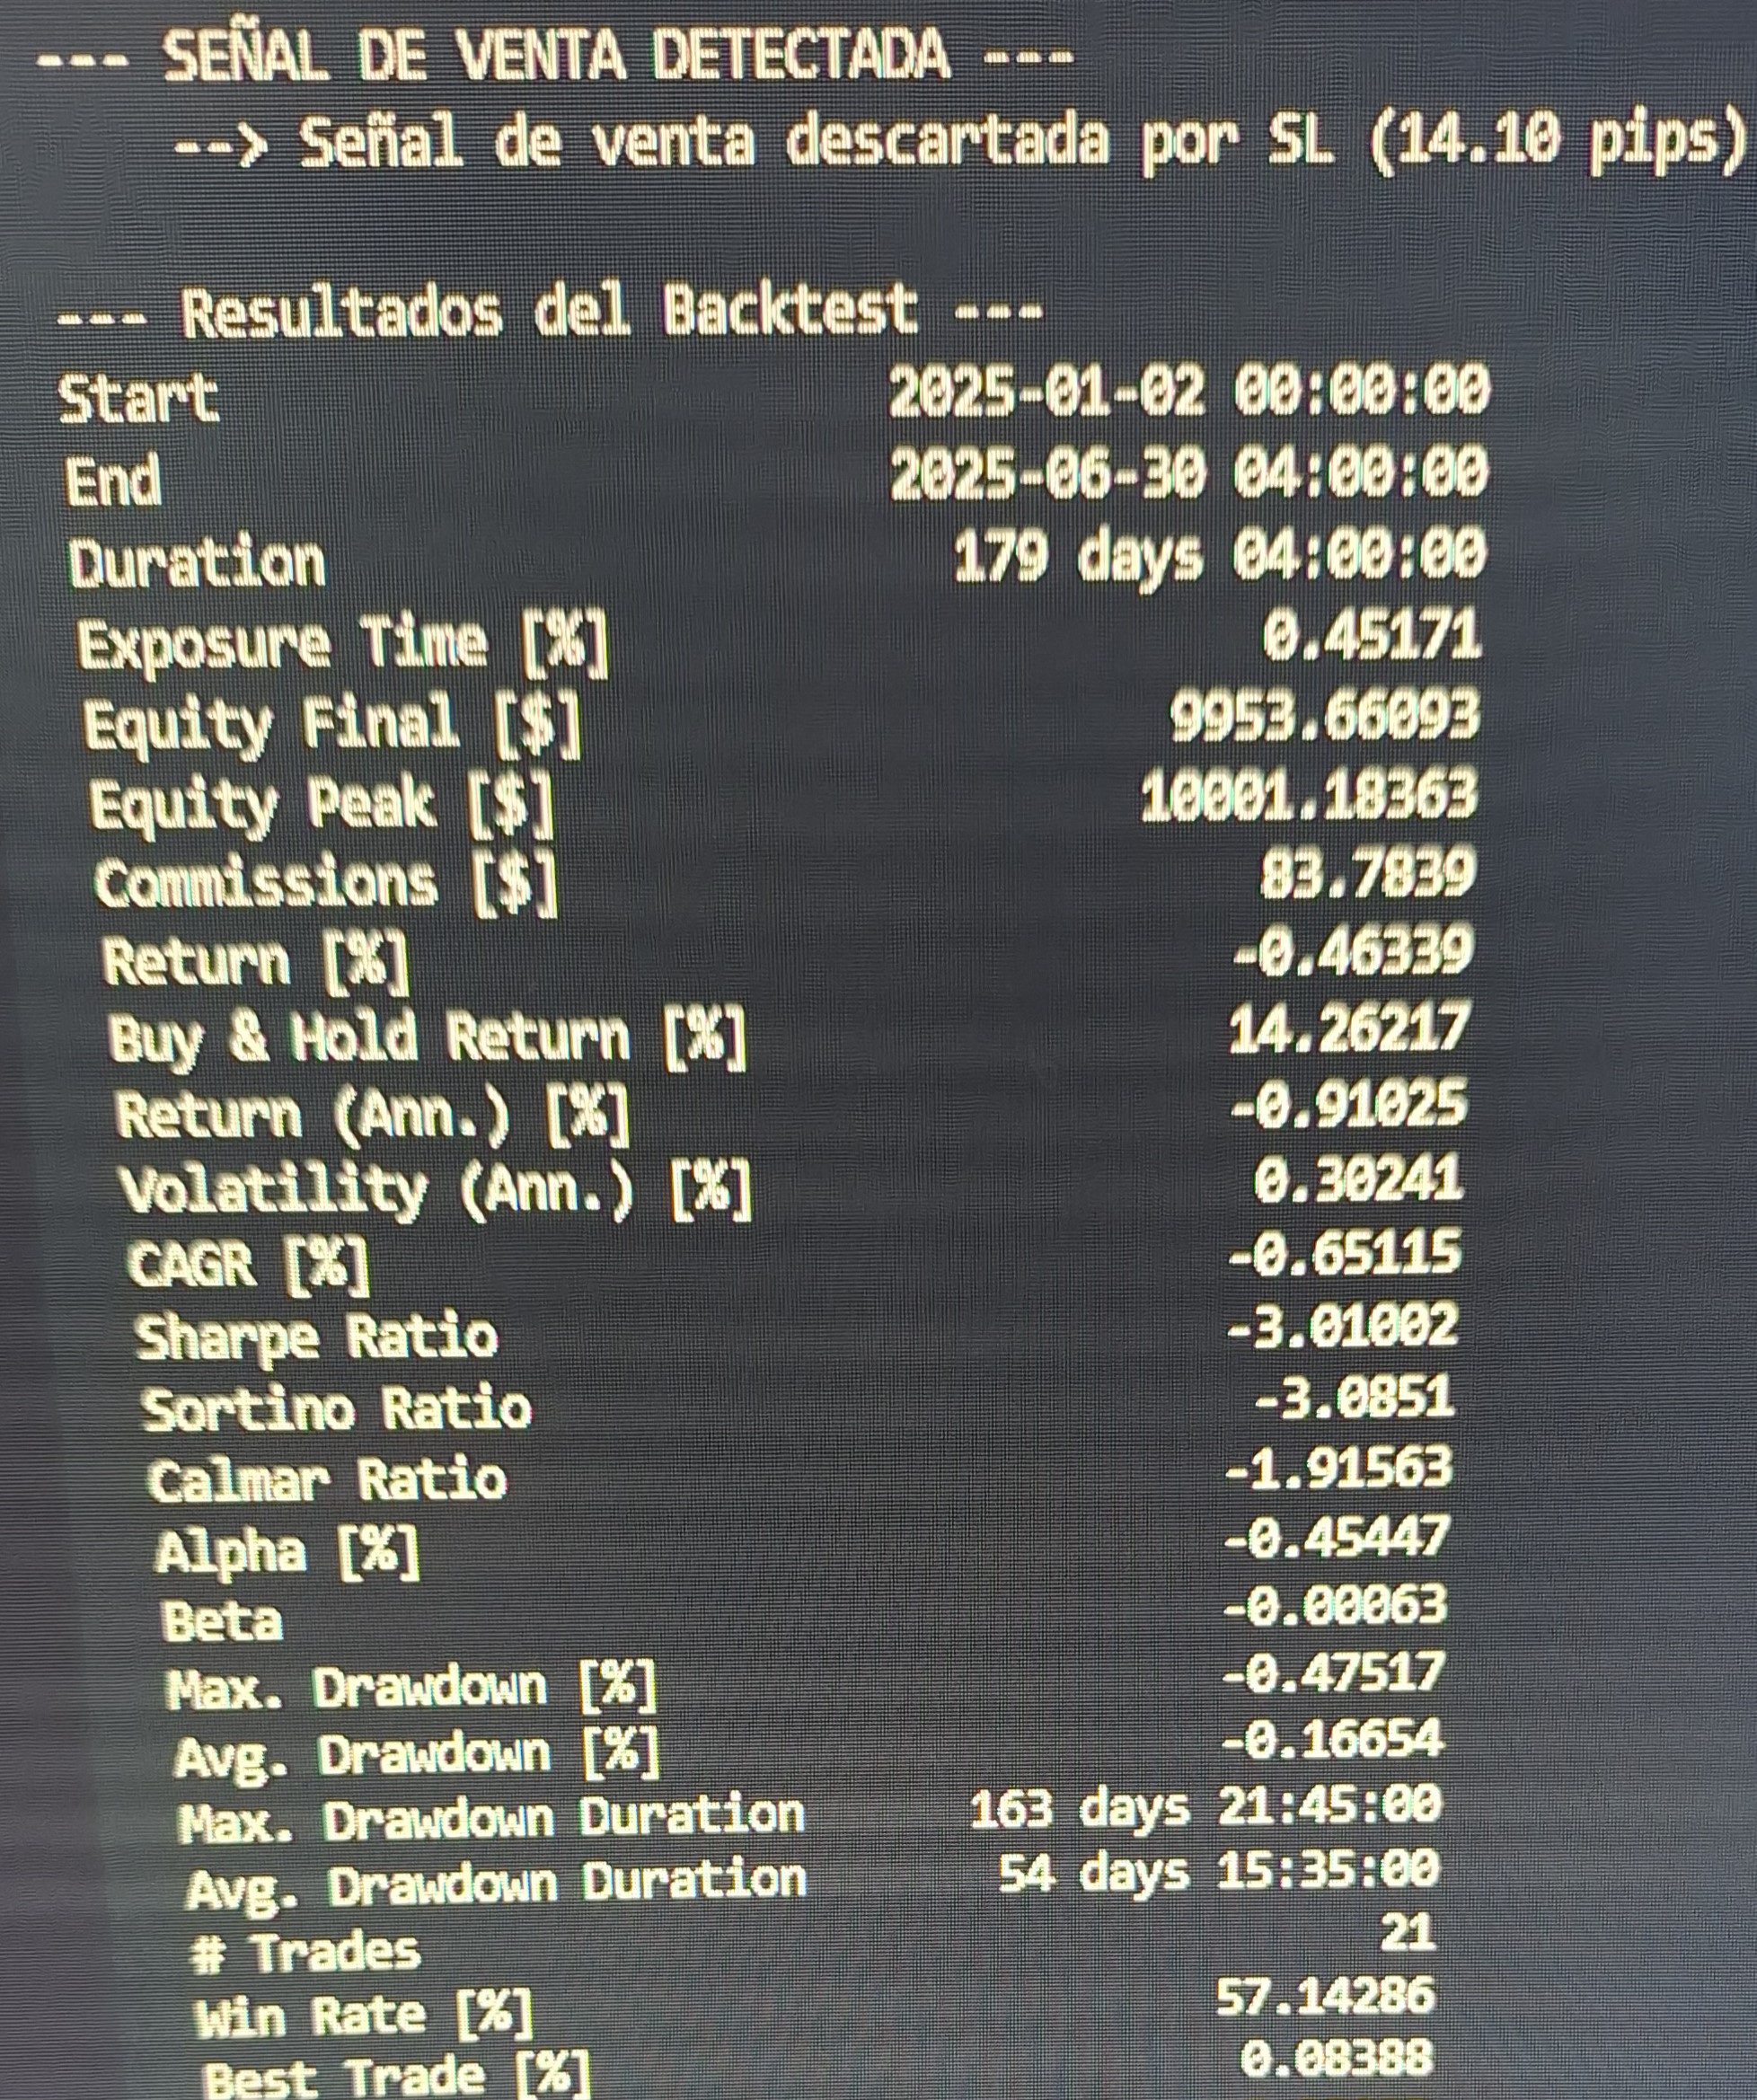 --- SEÑAL DE VENTA DETECTADA ---
--> Señal de venta descartada por SL (14.10 pips)
--- Resultados del Backtest ---
Start 2025-01-02 00:00:00
End 2025-06-30 04:00:00
Duration 179 days 04:00:00
Exposure Time [%] 0.45171
Equity Final [$] 9953.66093
Equity Peak [$] 10001.18363
Commissions [$] 83.7839
Return [%] -0.46339
Buy & Hold Return [%] 14.26217
Return (Ann.) [%] -0.91025
Volatility (Ann.) [%] 0.30241
CAGR [%] -0.65115
Sharpe Ratio -3.01002
Sortino Ratio -3.0851
Calmar Ratio -1.91563
Alpha [%] -0.45447
Beta -0.00063
Max. Drawdown [%] -0.47517
Avg. Drawdown [%] -0.16654
Max. Drawdown Duration 163 days 21:45:00
Avg. Drawdown Duration 54 days 15:35:00
# Trades 21
Win Rate [%] 57.14286
Best Trade [%] 0.08388